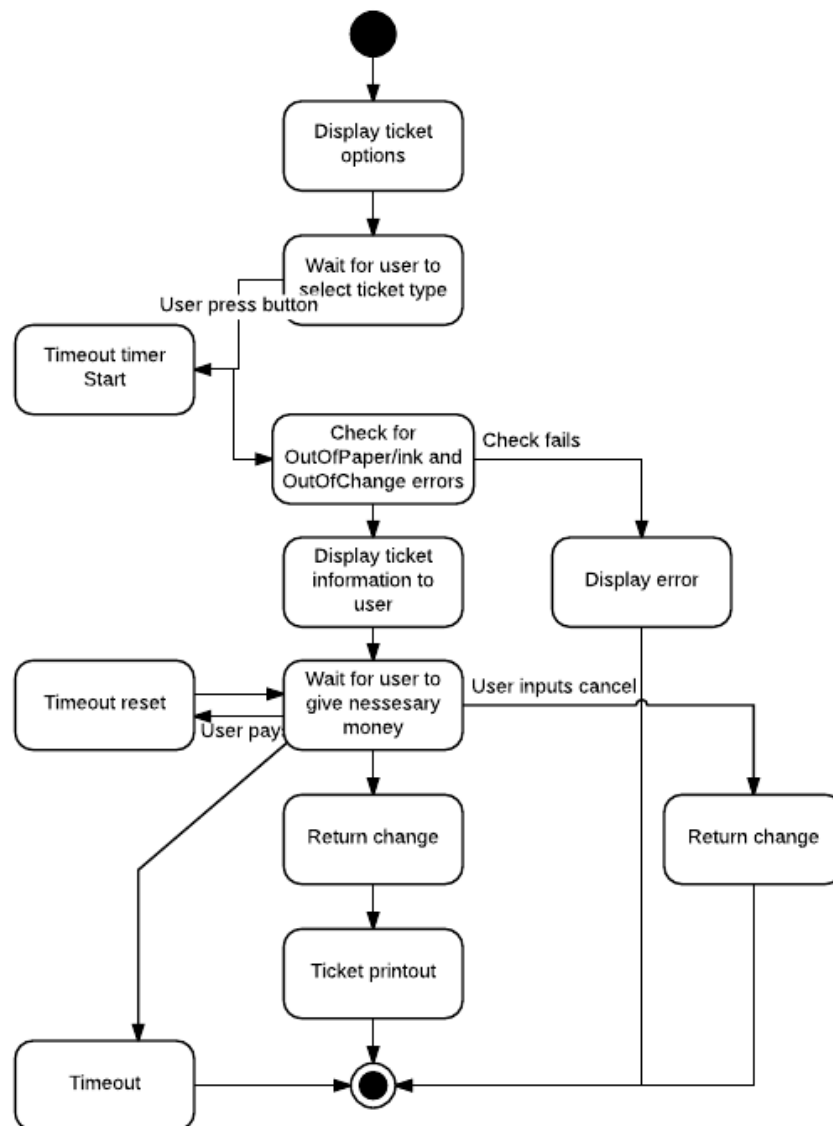 Display ticket
options
Wait for user to
select ticket type
User press button
Timeout timer
Start
Check for
OutOfPaper/ink and
OutOfChange errors
Check fails
Display ticket
information to
user
Display error
Timeout reset
Wait for user to
give nessesary
money
User inputs cancel
User pays
Return change
Return change
Ticket printout
Timeout